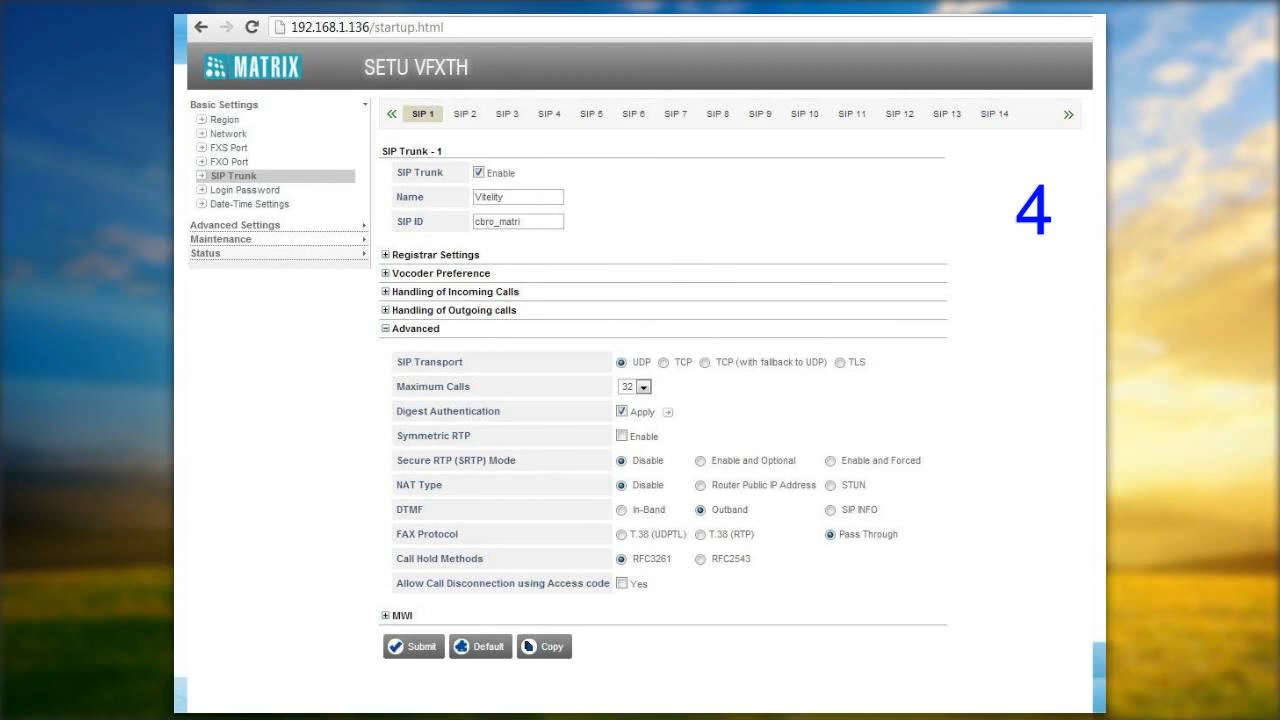 192.168.1.136/startup.html
MATRIX SETU VFXTH
Basic Settings
Region
Network
FXS Port
FXO Port
SIP Trunk
Login Password
Date-Time Settings
Advanced Settings
Maintenance
Status
SIP 1 SIP 2 SIP 3 SIP 4 SIP 5 SIP 6 SIP 7 SIP 8 SIP 9 SIP 10 SIP 11 SIP 12 SIP 13 SIP 14
SIP Trunk - 1
SIP Trunk Enable
Name Vitelity
SIP ID cbro_matri
4
Registrar Settings
Vocoder Preference
Handling of Incoming Calls
Handling of Outgoing calls
Advanced
SIP Transport UDP TCP TCP (with fallback to UDP) TLS
Maximum Calls 32
Digest Authentication Apply
Symmetric RTP Enable
Secure RTP (SRTP) Mode Disable Enable and Optional Enable and Forced
NAT Type Disable Router Public IP Address STUN
DTMF In-Band Outband SIP INFO
FAX Protocol T.38 (UDPTL) T.38 (RTP) Pass Through
Call Hold Methods RFC3261 RFC2543
Allow Call Disconnection using Access code Yes
MWI
Submit Default Copy